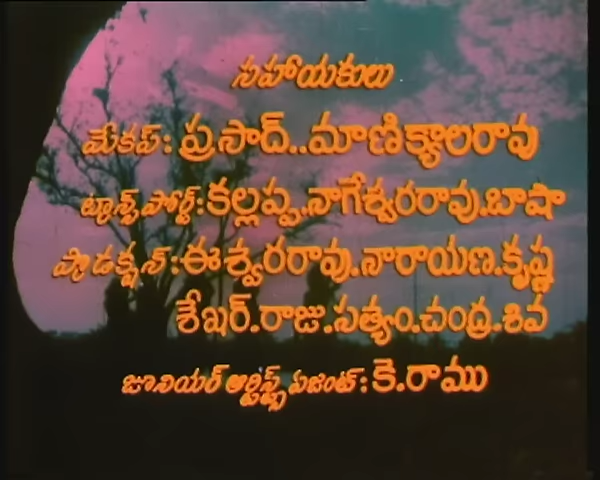 సహాయకులు
మేకప్: ప్రసాద్..మాణిక్యాలరావు
ట్రాన్స్ పోర్ట్: కల్లప్ప.నాగేశ్వరరావు.బాషా
ప్రొడక్షన్: ఈశ్వరరావు.నారాయణ.కృష్ణ
శేఖర్.రాజు.సత్యం.చంద్ర.శివ
జూనియర్ ఆర్టిస్ట్స్ ఏజంట్: కె.రాము